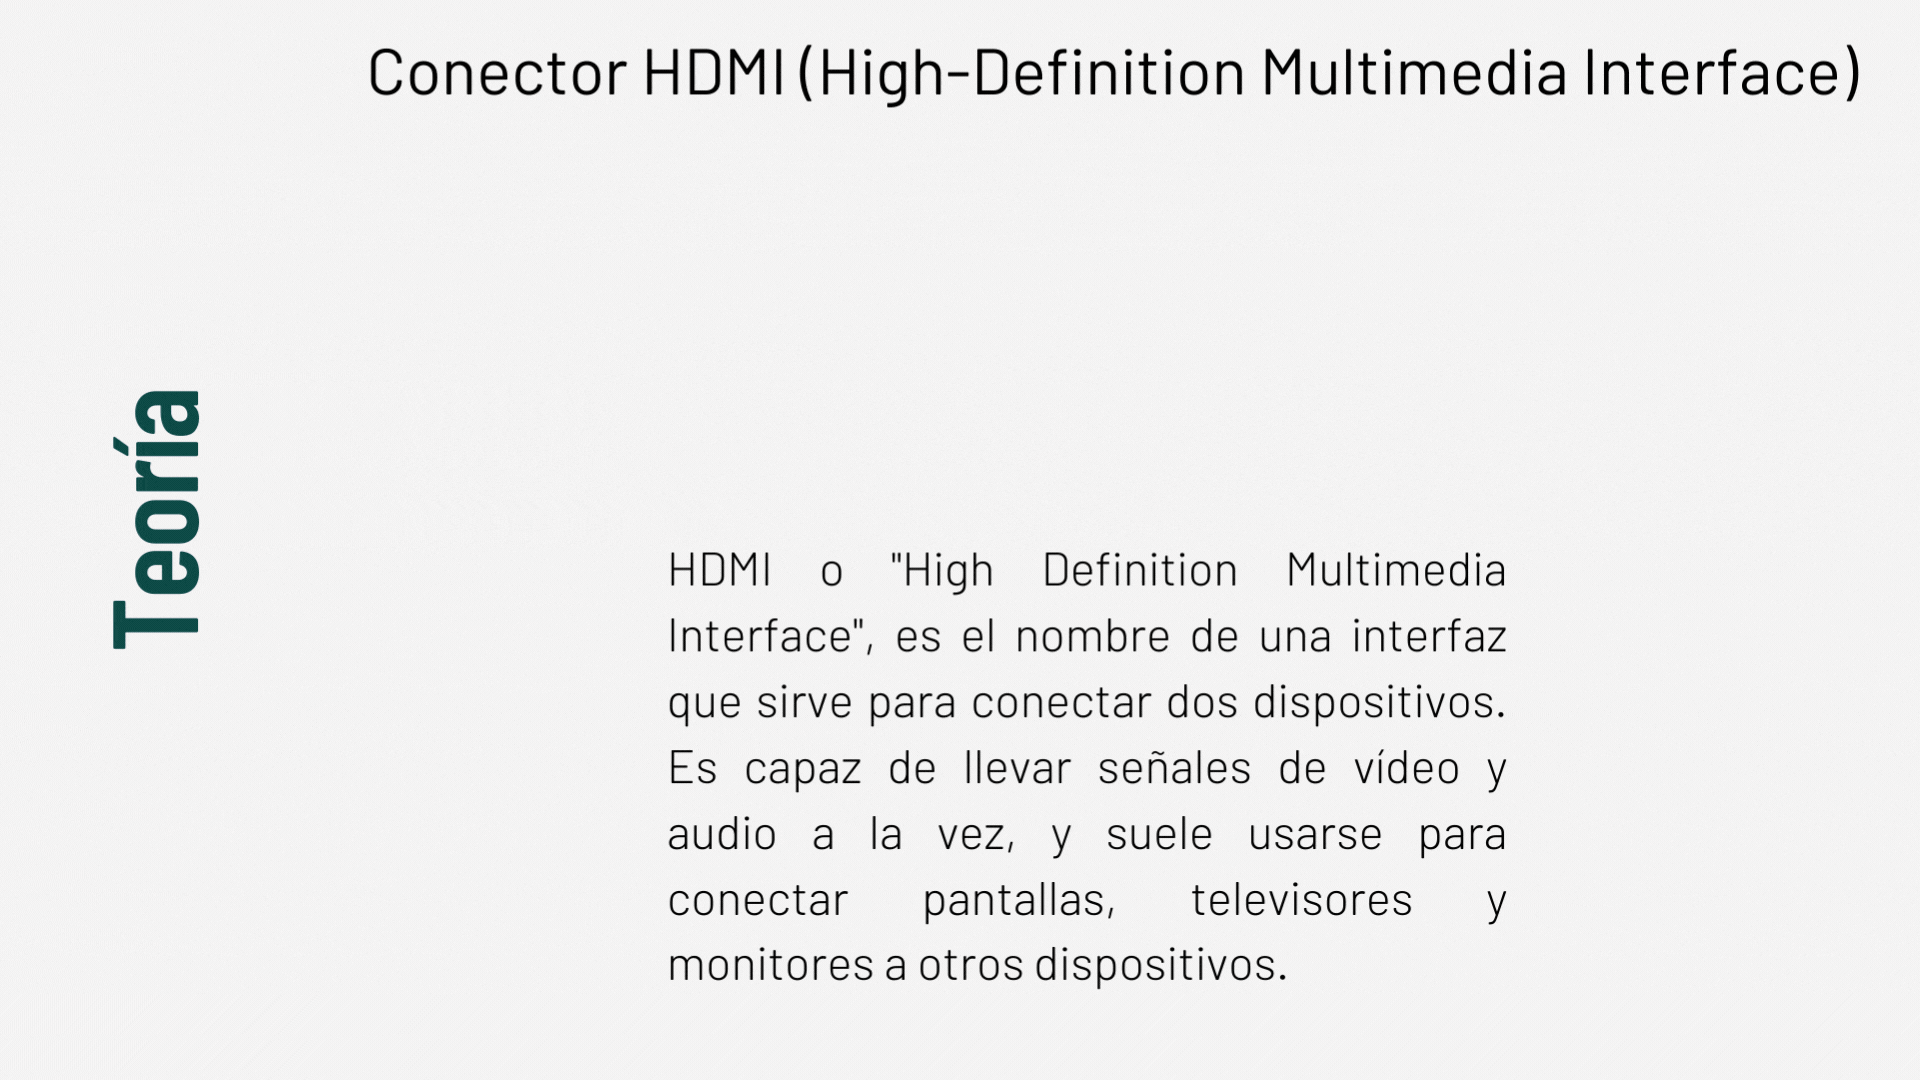 Conector HDMI (High-Definition Multimedia Interface)
Teoría
HDMI o "High Definition Multimedia
Interface", es el nombre de una interfaz
que sirve para conectar dos dispositivos.
Es capaz de llevar señales de vídeo y
audio a la vez, y suele usarse para
conectar pantallas, televisores y
monitores a otros dispositivos.